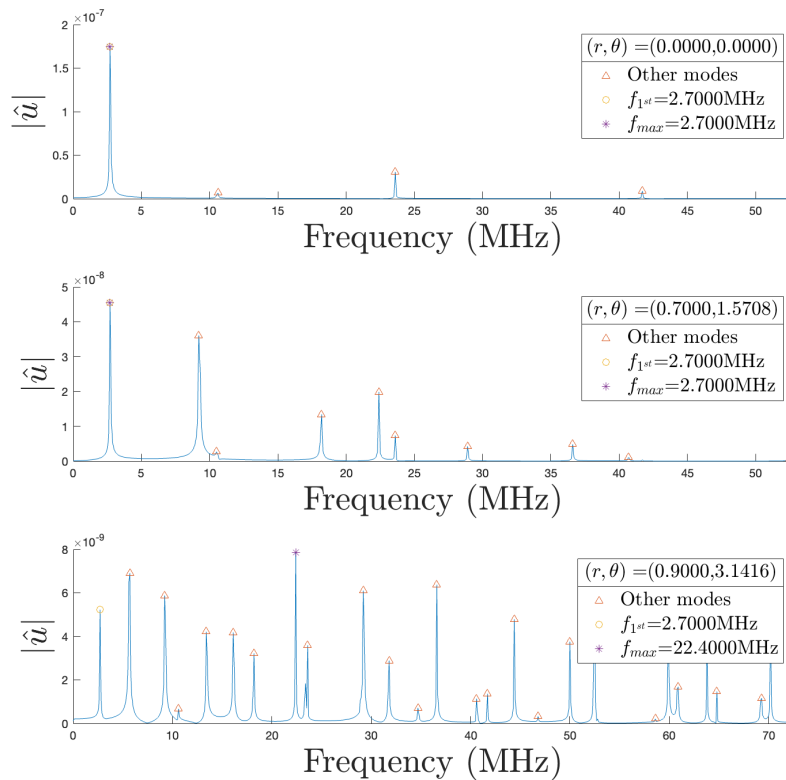 ×10⁻⁷
2
1.5
1
0.5
0
|û|
0 5 10 15 20 25 30 35 40 45 50
Frequency (MHz)
(r, θ) =(0.0000,0.0000)
Other modes
f₁ˢᵗ=2.7000MHz
fₘₐₓ=2.7000MHz
×10⁻⁸
5
4
3
2
1
0
|û|
0 5 10 15 20 25 30 35 40 45 50
Frequency (MHz)
(r, θ) =(0.7000,1.5708)
Other modes
f₁ˢᵗ=2.7000MHz
fₘₐₓ=2.7000MHz
×10⁻⁹
8
6
4
2
0
|û|
0 10 20 30 40 50 60 70
Frequency (MHz)
(r, θ) =(0.9000,3.1416)
Other modes
f₁ˢᵗ=2.7000MHz
fₘₐₓ=22.4000MHz